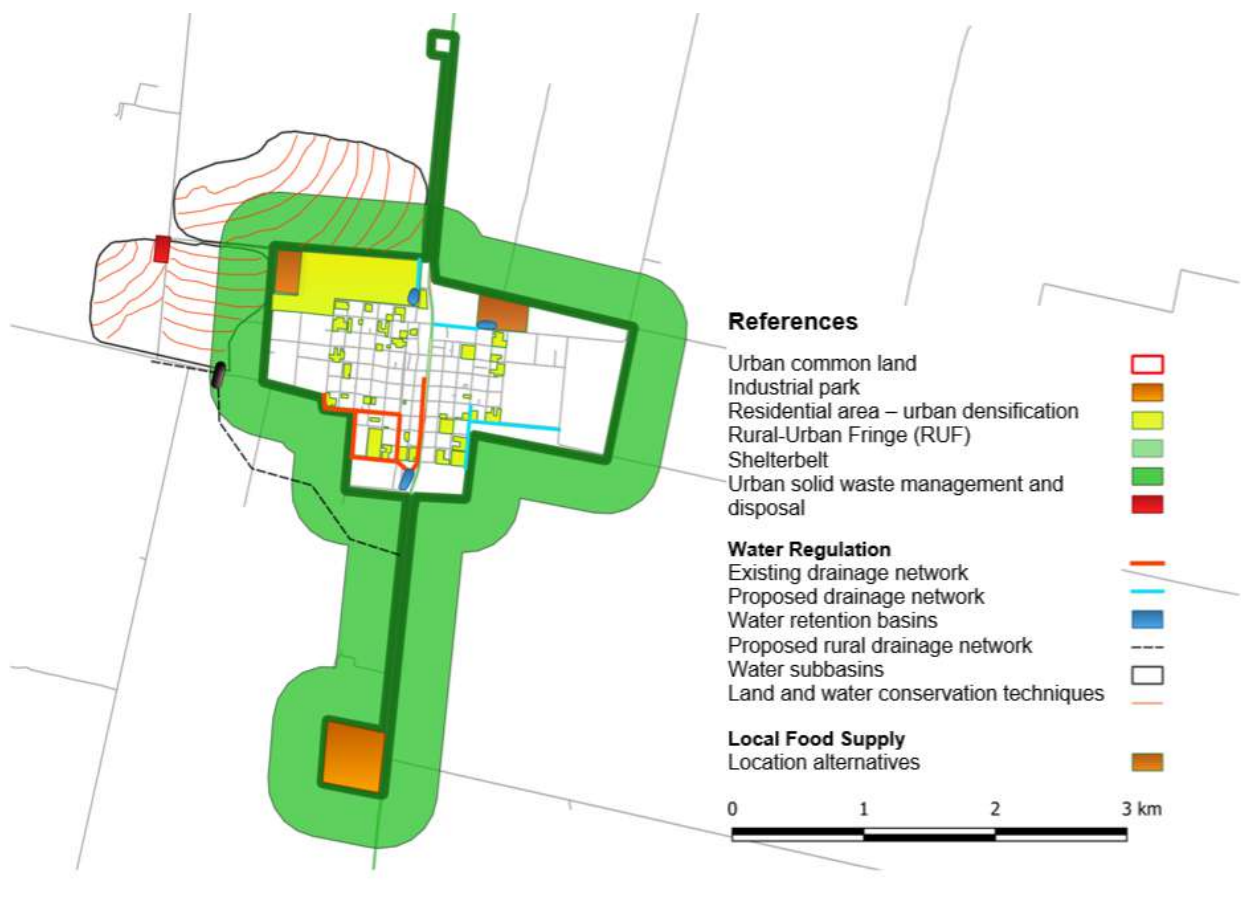 References
Urban common land
Industrial park
Residential area – urban densification
Rural-Urban Fringe (RUF)
Shelterbelt
Urban solid waste management and
disposal
Water Regulation
Existing drainage network
Proposed drainage network
Water retention basins
Proposed rural drainage network
Water subbasins
Land and water conservation techniques
Local Food Supply
Location alternatives
0 1 2 3 km